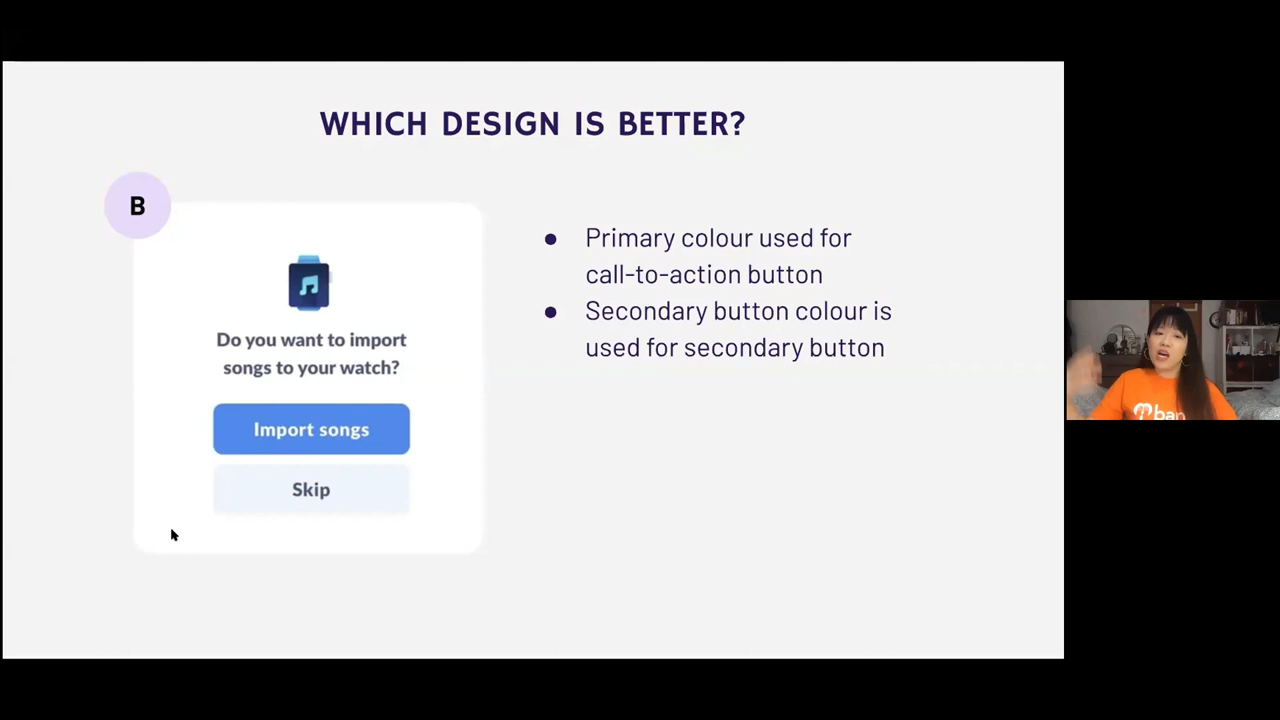 WHICH DESIGN IS BETTER?
B
Do you want to import
songs to your watch?
Import songs
Skip
● Primary colour used for
call-to-action button
● Secondary button colour is
used for secondary button